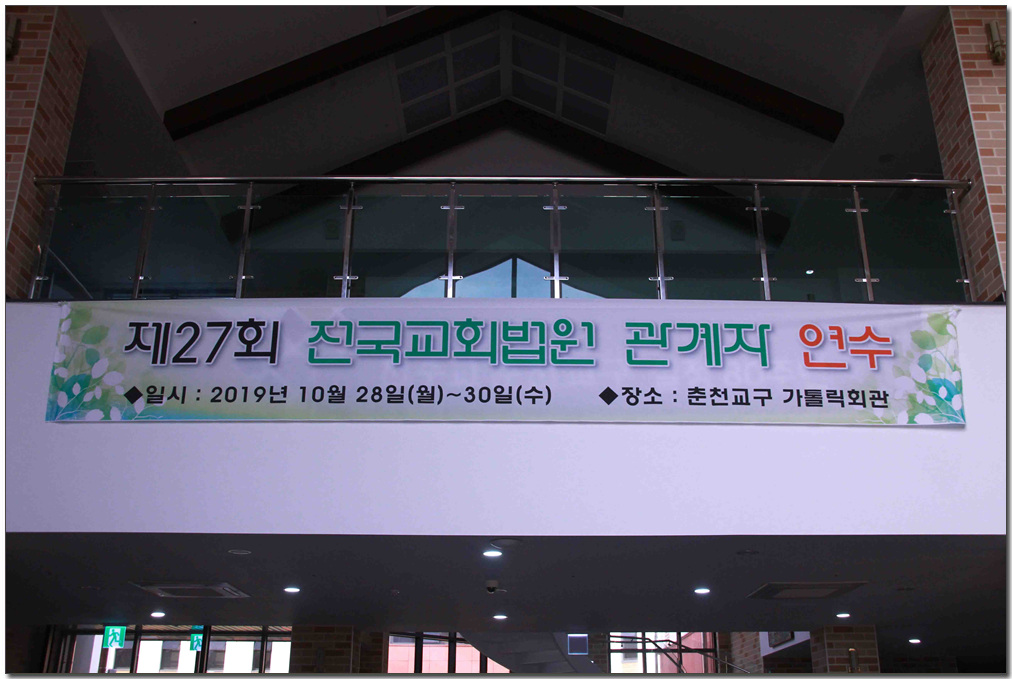 제27회 전국교회법원 관계자 연수
◆일시 : 2019년 10월 28일(월)~30일(수) ◆장소 : 춘천교구 가톨릭회관